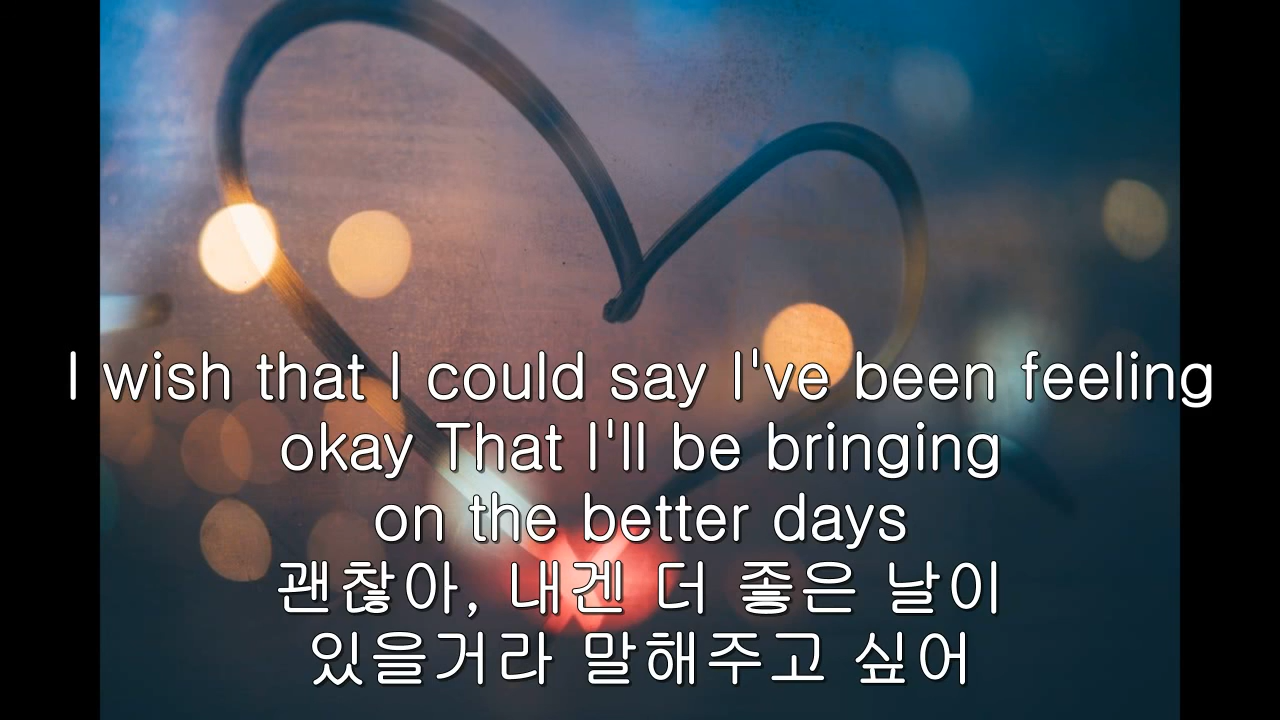 I wish that I could say I've been feeling
okay That I'll be bringing
on the better days
괜찮아, 내겐 더 좋은 날이
있을거라 말해주고 싶어